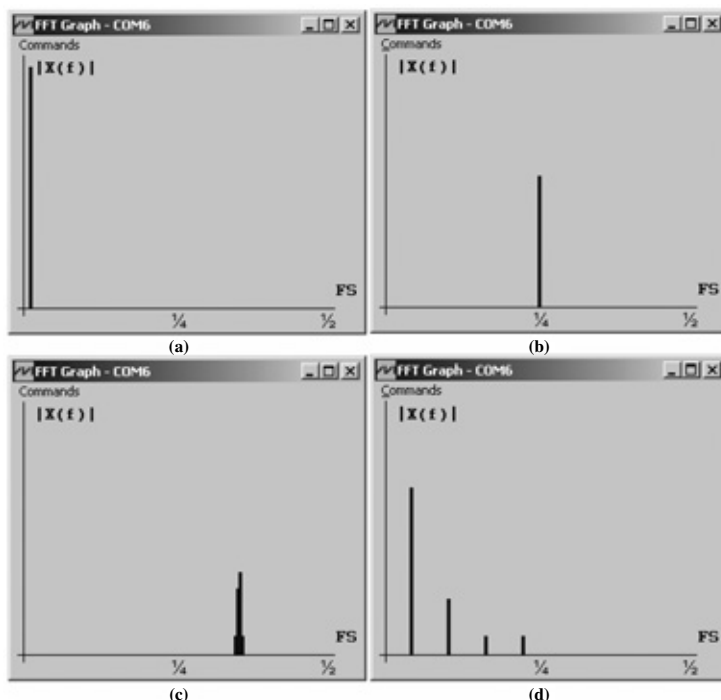 FFT Graph - COM6
Commands
|X(f)|
FS
¼ ½
(a)
FFT Graph - COM6
Commands
|X(f)|
FS
¼ ½
(b)
FFT Graph - COM6
Commands
|X(f)|
FS
¼ ½
(c)
FFT Graph - COM6
Commands
|X(f)|
FS
¼ ½
(d)